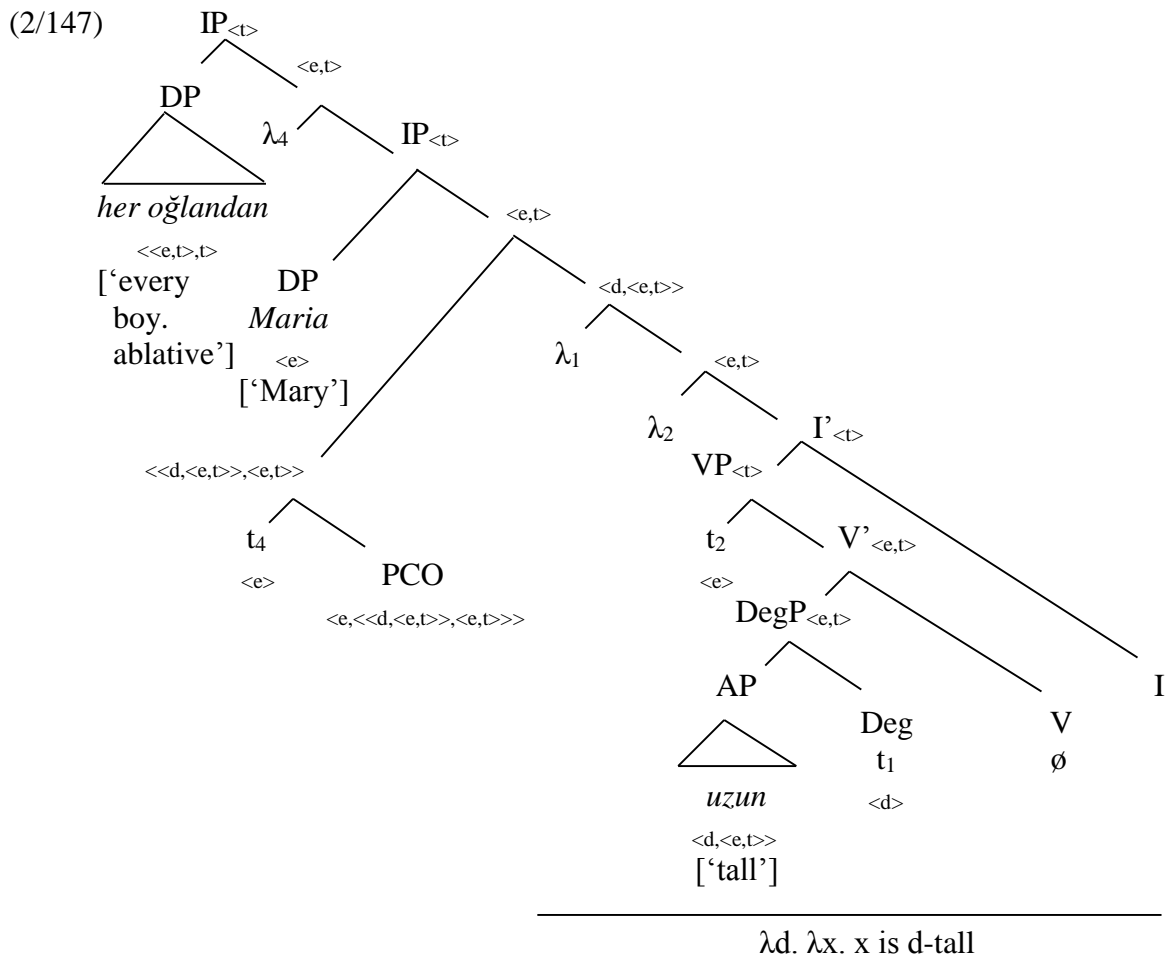 (2/147)
IP<t>
<e,t>
DP
λ4
IP<t>
her oğlandan
<e,t>
<<e,t>,t>
[‘every
boy.
ablative’]
DP
<d,<e,t>>
Maria
<e>
[‘Mary’]
λ1
<e,t>
λ2
I’<t>
<<d,<e,t>>,<e,t>>
VP<t>
t4
<e>
PCO
<e,<<d,<e,t>>,<e,t>>>
t2
<e>
V’<e,t>
DegP<e,t>
AP
Deg
V
I
t1
ø
<d>
uzun
<d,<e,t>>
[‘tall’]
λd. λx. x is d-tall